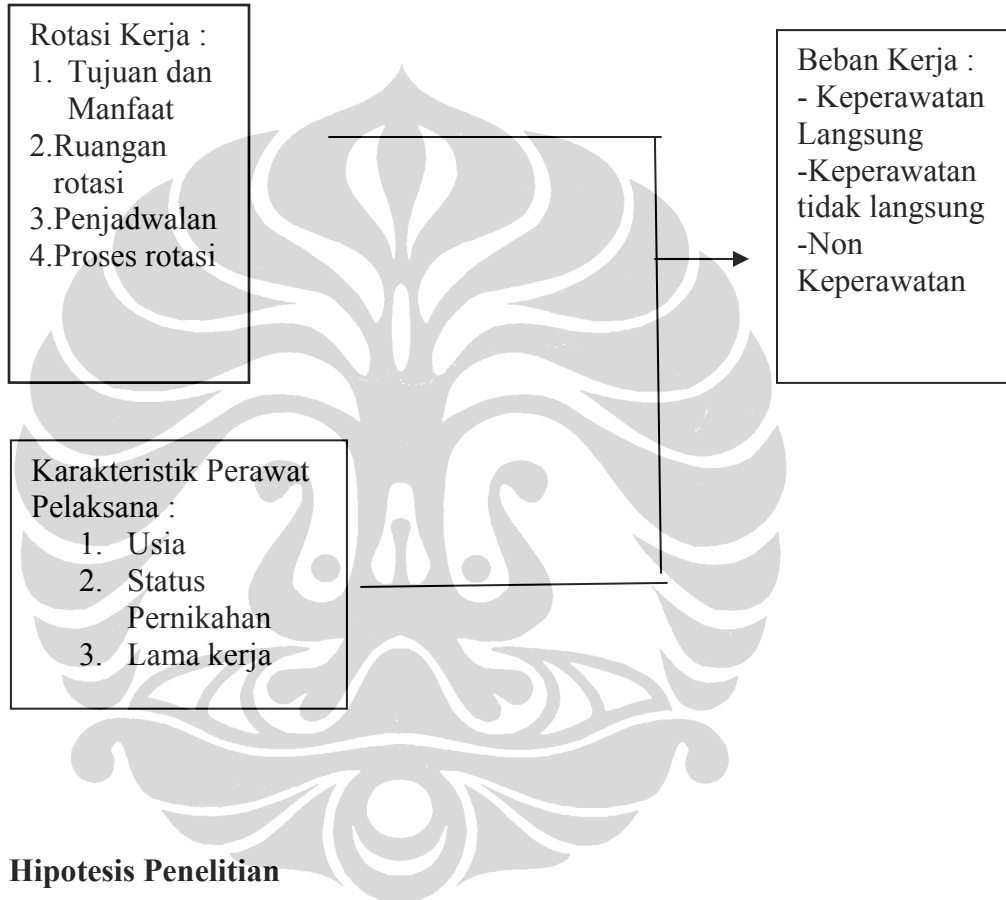 Rotasi Kerja :
1. Tujuan dan
Manfaat
2.Ruangan
rotasi
3.Penjadwalan
4.Proses rotasi
Beban Kerja :
- Keperawatan
Langsung
-Keperawatan
tidak langsung
-Non
Keperawatan
Karakteristik Perawat
Pelaksana :
1. Usia
2. Status
Pernikahan
3. Lama kerja
Hipotesis Penelitian